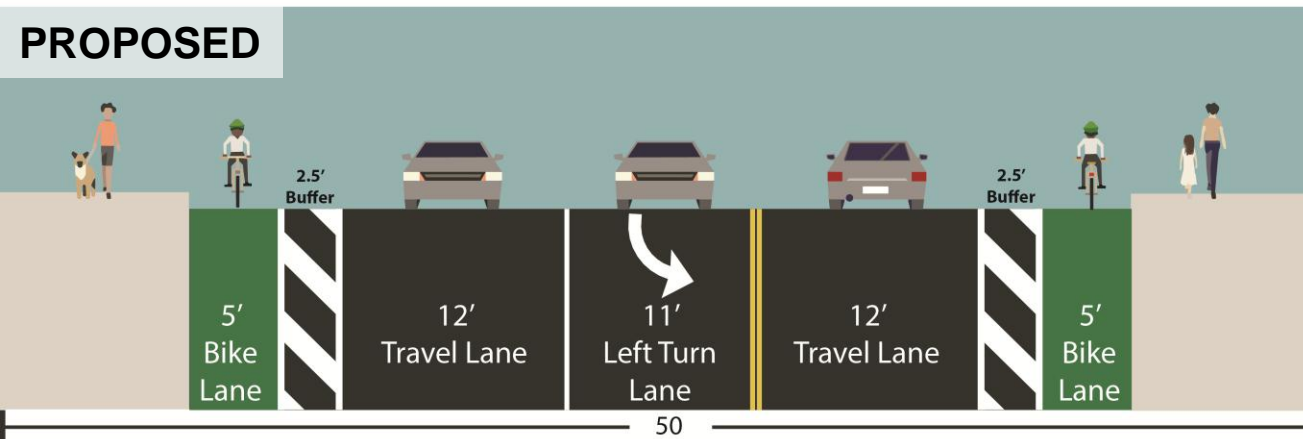 PROPOSED
2.5'
Buffer
2.5'
Buffer
5'
Bike
Lane
12'
Travel Lane
11'
Left Turn
Lane
12'
Travel Lane
5'
Bike
Lane
50